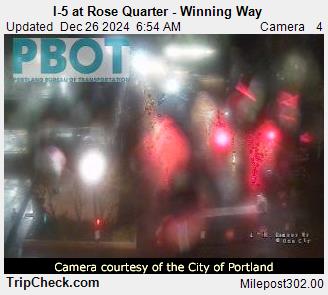 I-5 at Rose Quarter - Winning Way
Updated Dec 26 2024 6:54 AM Camera 4
PBOT
PORTLAND BUREAU OF TRANSPORTATION
Camera courtesy of the City of Portland
TripCheck.com Milepost302.00